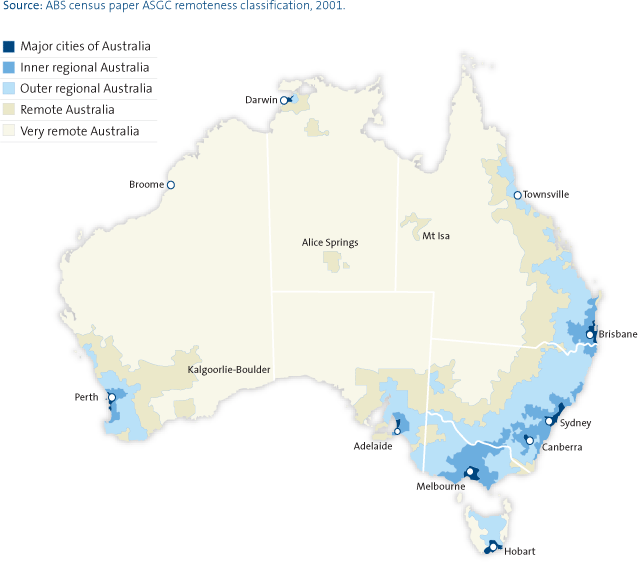 Source: ABS census paper ASGC remoteness classification, 2001.
Major cities of Australia
Inner regional Australia
Outer regional Australia
Remote Australia
Very remote Australia
Darwin
Broome
Townsville
Alice Springs
Mt Isa
Brisbane
Kalgoorlie-Boulder
Perth
Sydney
Adelaide
Canberra
Melbourne
Hobart